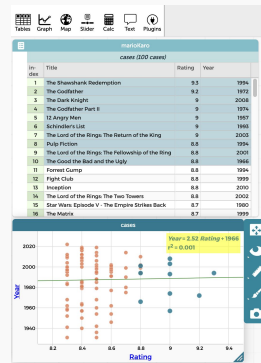 Tables Graph Map Slider Calc Text Plugins
marioItaro
cases (100 cases)
in-dex Title Rating Year
1 The Shawshank Redemption 9.3 1994
2 The Godfather 9.2 1972
3 The Dark Knight 9 2008
4 The Godfather Part II 9 1974
5 12 Angry Men 9 1957
6 Schindler's List 9 1993
7 The Lord of the Rings: The Return of the King 9 2003
8 Pulp Fiction 8.8 1994
9 The Lord of the Rings: The Fellowship of the Ring 8.8 2001
10 The Good the Bad and the Ugly 8.8 1966
11 Forrest Gump 8.8 1994
12 Fight Club 8.8 1999
13 Inception 8.8 2010
14 The Lord of the Rings: The Two Towers 8.8 2002
15 Star Wars: Episode V - The Empire Strikes Back 8.7 1980
16 The Matrix 8.7 1999
cases
Year = 2.52 Rating + 1966
r² = 0.001
2020
2000
1980
1960
1940
Year
8.2 8.4 8.6 8.8 9 9.2 9.4
Rating